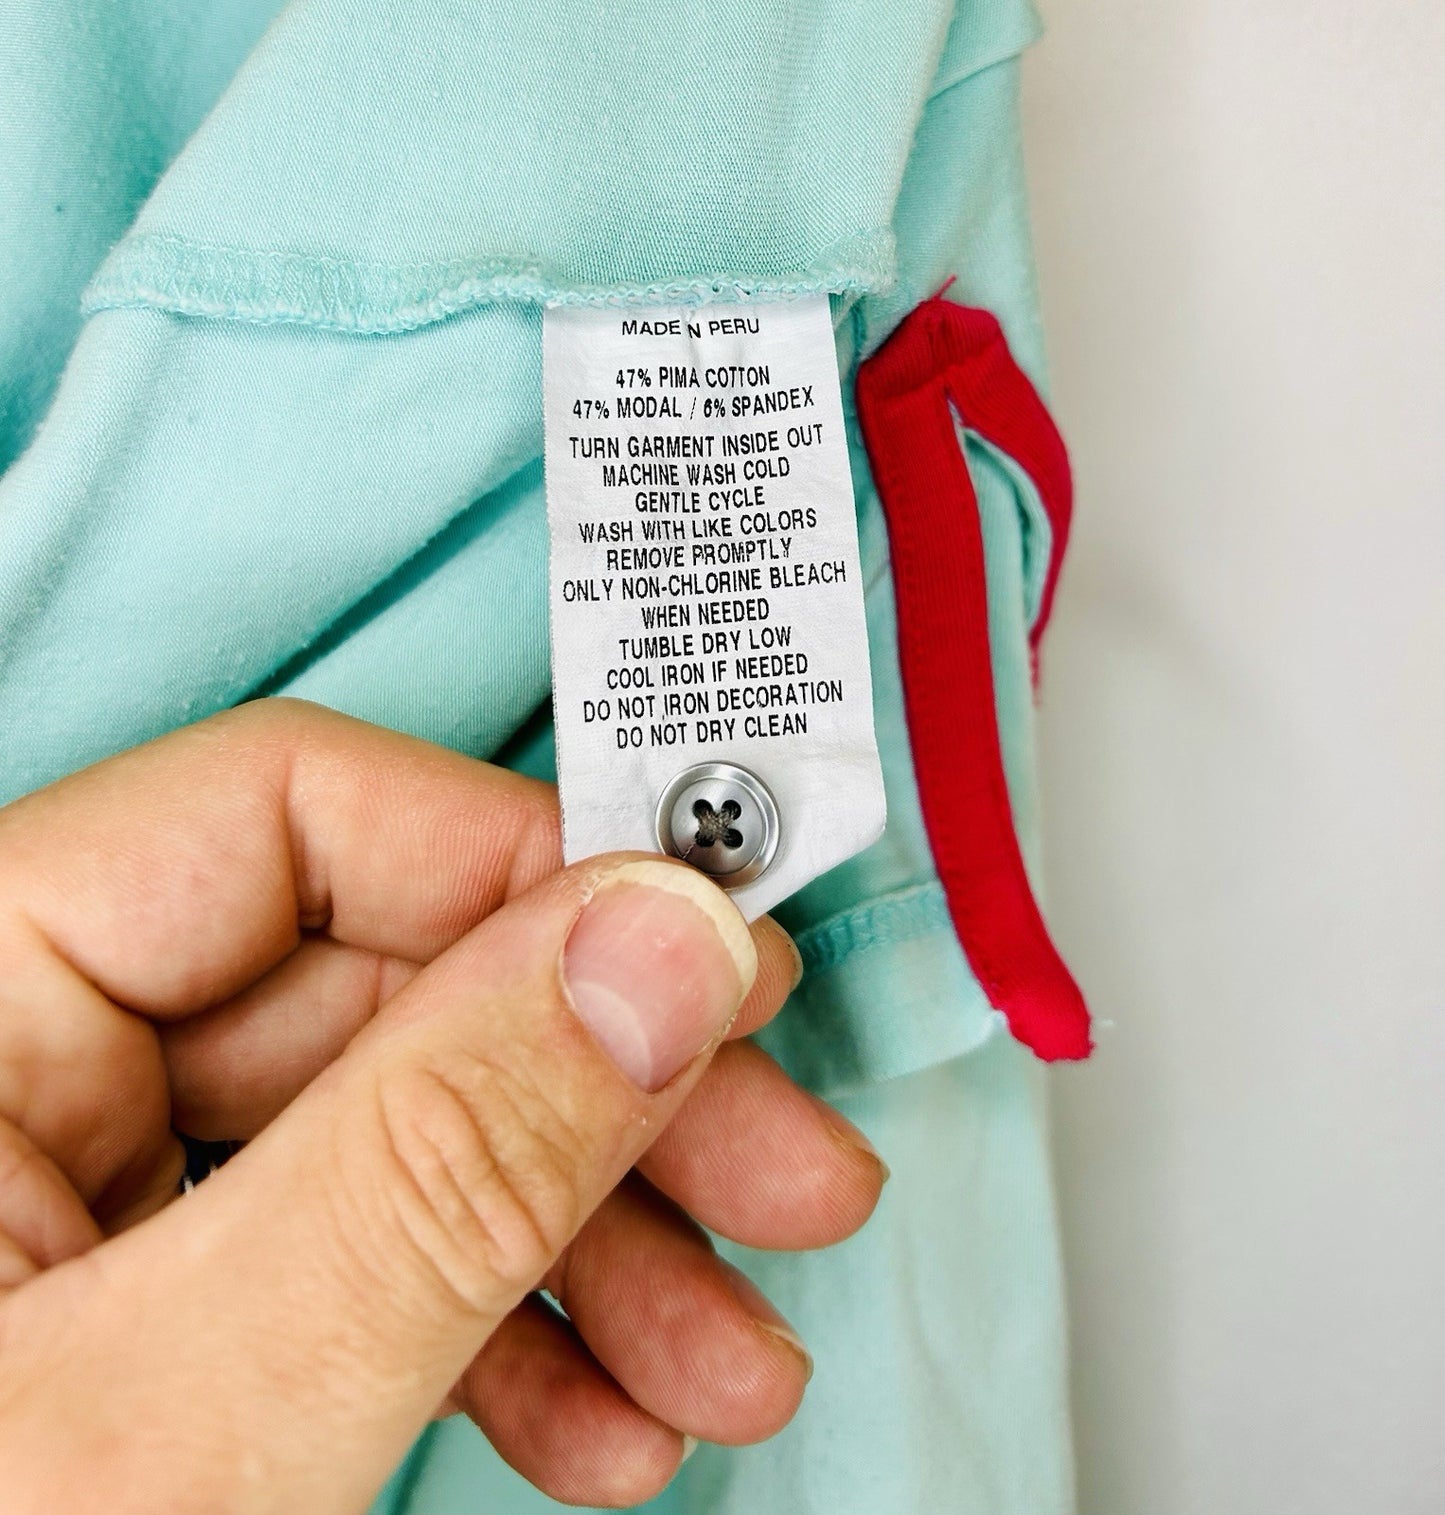 MADE IN PERU
47% PIMA COTTON
47% MODAL / 6% SPANDEX
TURN GARMENT INSIDE OUT
MACHINE WASH COLD
GENTLE CYCLE
WASH WITH LIKE COLORS
REMOVE PROMPTLY
ONLY NON-CHLORINE BLEACH
WHEN NEEDED
TUMBLE DRY LOW
COOL IRON IF NEEDED
DO NOT IRON DECORATION
DO NOT DRY CLEAN